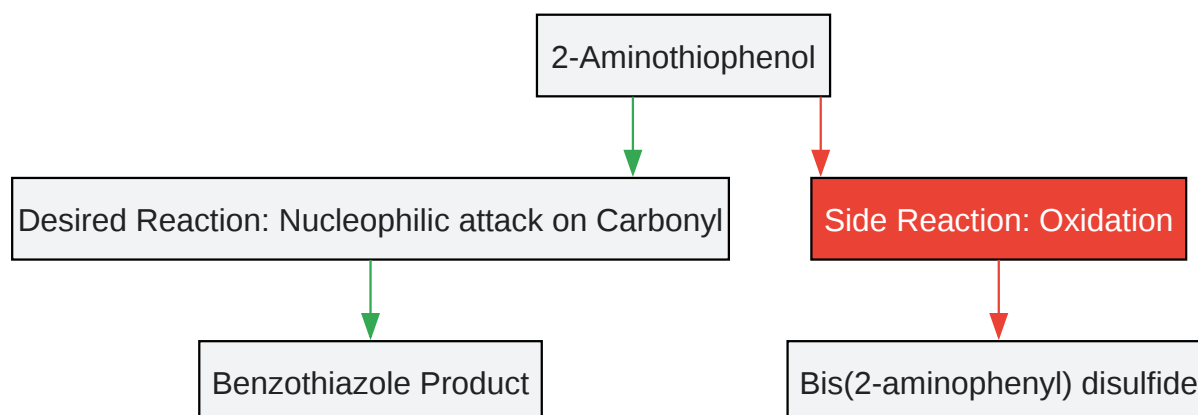 2-Aminothiophenol
Desired Reaction: Nucleophilic attack on Carbonyl
Side Reaction: Oxidation
Benzothiazole Product
Bis(2-aminophenyl) disulfide